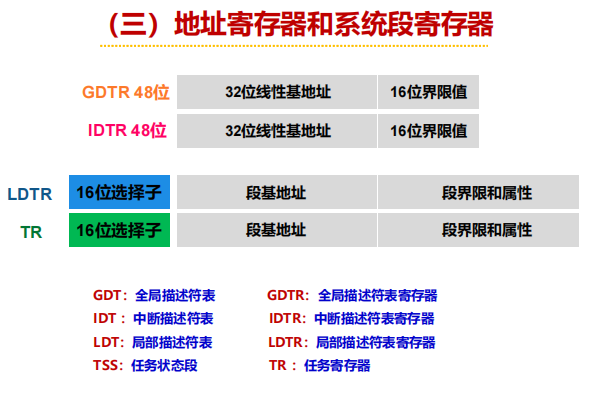 （三）地址寄存器和系统段寄存器
GDTR 48位 32位线性基地址 16位界限值
IDTR 48位 32位线性基地址 16位界限值
LDTR 16位选择子 段基地址 段界限和属性
TR 16位选择子 段基地址 段界限和属性
GDT：全局描述符表 GDTR：全局描述符表寄存器
IDT ：中断描述符表 IDTR：中断描述符表寄存器
LDT：局部描述符表 LDTR：局部描述符表寄存器
TSS：任务状态段 TR ：任务寄存器